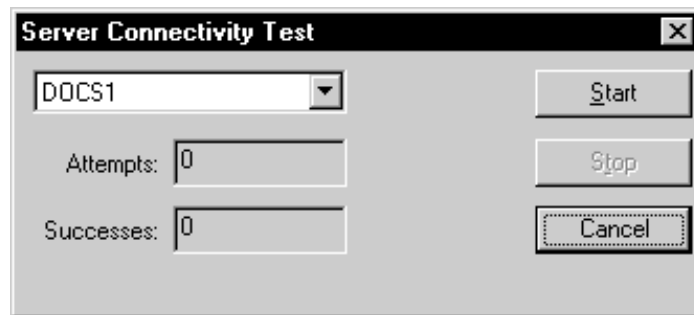 Server Connectivity Test
DOCS1
Start
Attempts: 0
Stop
Successes: 0
Cancel